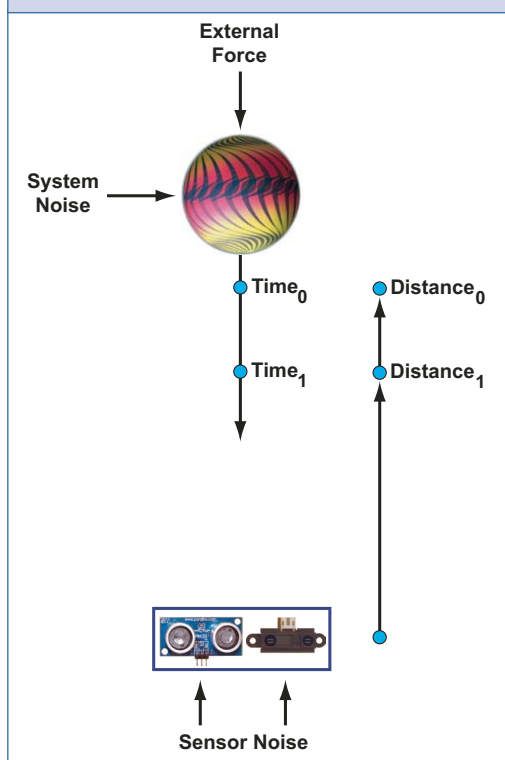 External
Force
System
Noise
Time0
Distance0
Time1
Distance1
Sensor Noise